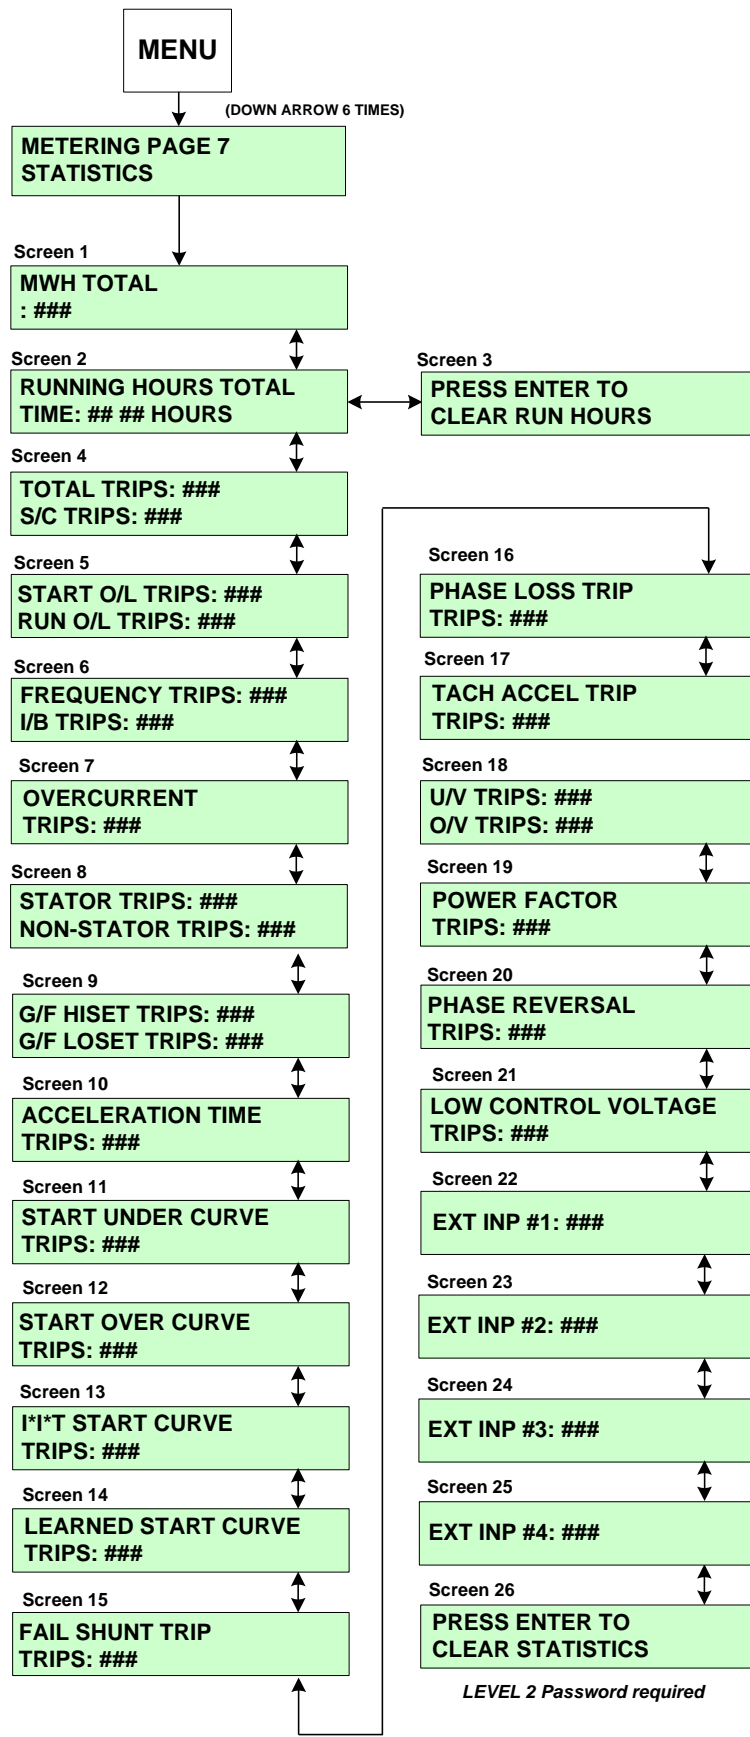 MENU
(DOWN ARROW 6 TIMES)
METERING PAGE 7
STATISTICS
Screen 1
MWH TOTAL
: ###
Screen 2
RUNNING HOURS TOTAL
TIME: ## ## HOURS
Screen 3
PRESS ENTER TO
CLEAR RUN HOURS
Screen 4
TOTAL TRIPS: ###
S/C TRIPS: ###
Screen 5
START O/L TRIPS: ###
RUN O/L TRIPS: ###
Screen 6
FREQUENCY TRIPS: ###
I/B TRIPS: ###
Screen 7
OVERCURRENT
TRIPS: ###
Screen 8
STATOR TRIPS: ###
NON-STATOR TRIPS: ###
Screen 9
G/F HISET TRIPS: ###
G/F LOSET TRIPS: ###
Screen 10
ACCELERATION TIME
TRIPS: ###
Screen 11
START UNDER CURVE
TRIPS: ###
Screen 12
START OVER CURVE
TRIPS: ###
Screen 13
I*I*T START CURVE
TRIPS: ###
Screen 14
LEARNED START CURVE
TRIPS: ###
Screen 15
FAIL SHUNT TRIP
TRIPS: ###
Screen 16
PHASE LOSS TRIP
TRIPS: ###
Screen 17
TACH ACCEL TRIP
TRIPS: ###
Screen 18
U/V TRIPS: ###
O/V TRIPS: ###
Screen 19
POWER FACTOR
TRIPS: ###
Screen 20
PHASE REVERSAL
TRIPS: ###
Screen 21
LOW CONTROL VOLTAGE
TRIPS: ###
Screen 22
EXT INP #1: ###
Screen 23
EXT INP #2: ###
Screen 24
EXT INP #3: ###
Screen 25
EXT INP #4: ###
Screen 26
PRESS ENTER TO
CLEAR STATISTICS
LEVEL 2 Password required